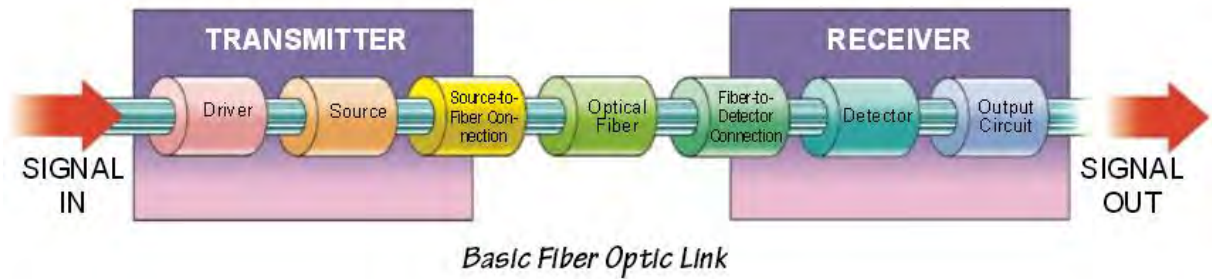 TRANSMITTER
RECEIVER
Driver
Source
Source-to-
Fiber Con-
nection
Optical
Fiber
Fiber-to-
Detector
Connection
Detector
Output
Circuit
SIGNAL
IN
SIGNAL
OUT
Basic Fiber Optic Link